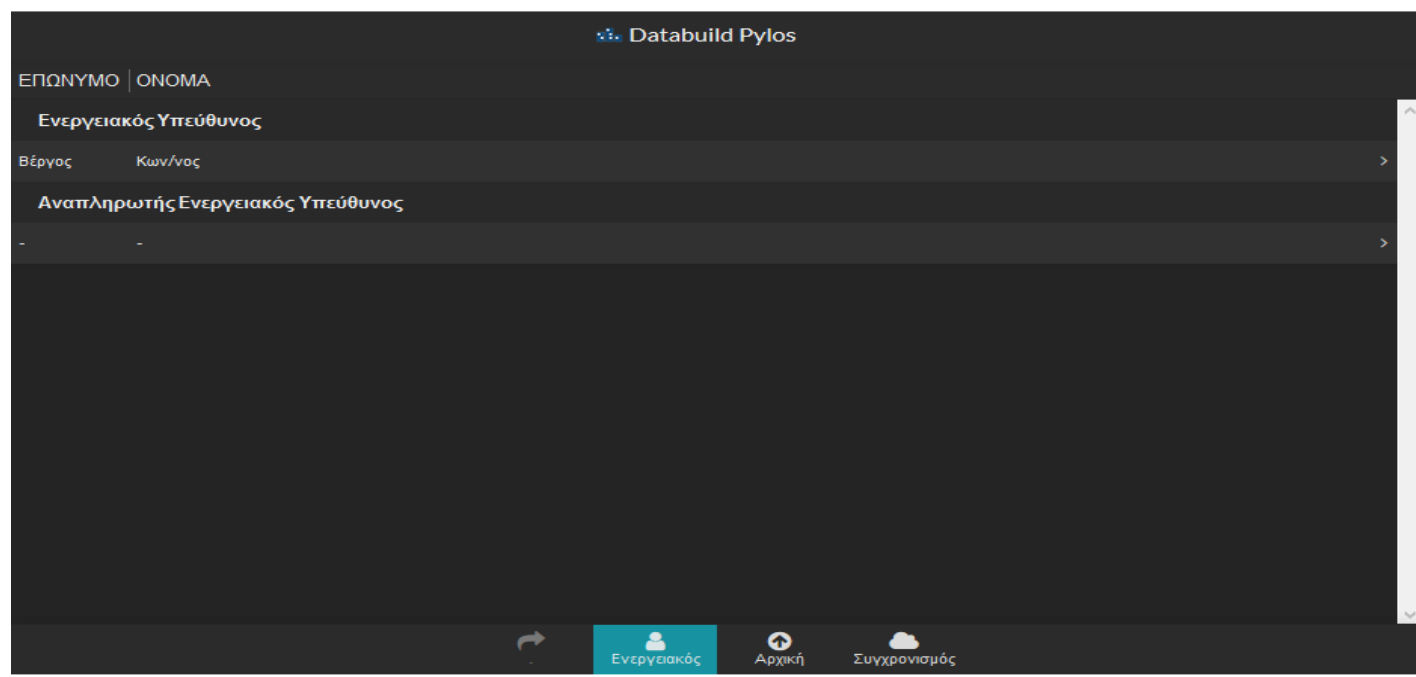 Databuild Pylos
ΕΠΩΝΥΜΟ ΟΝΟΜΑ
Ενεργειακός Υπεύθυνος
Βέργος Κων/νος
Αναπληρωτής Ενεργειακός Υπεύθυνος
- -
Ενεργειακός Αρχική Συγχρονισμός